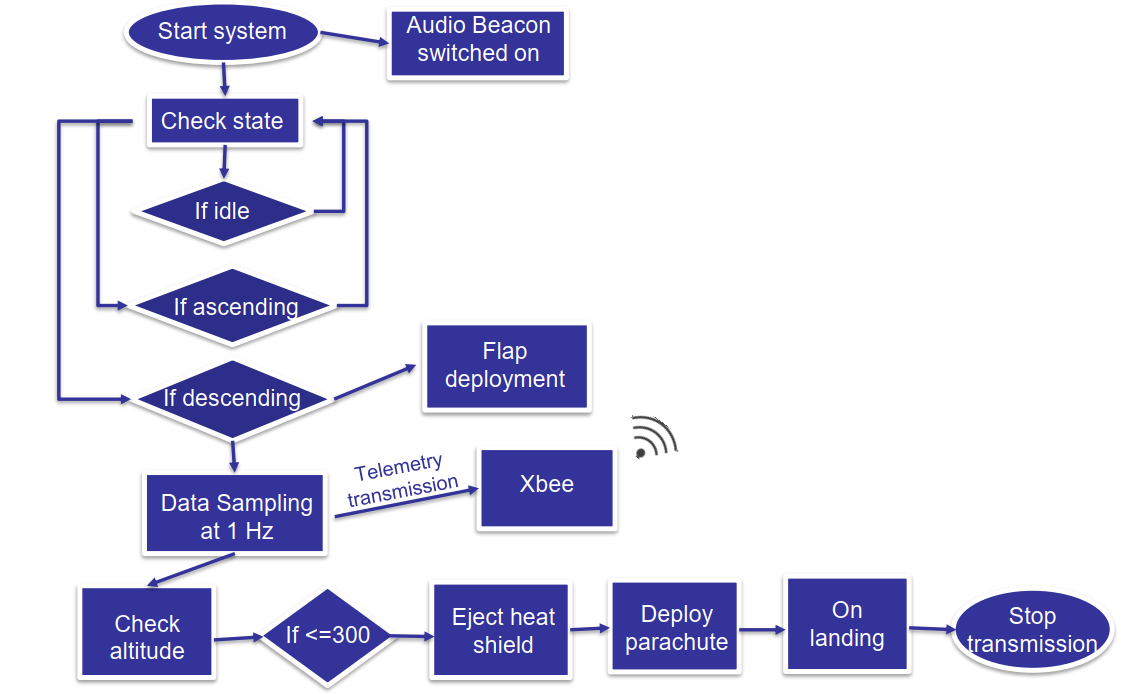 Start system
Audio Beacon
switched on
Check state
If idle
If ascending
Flap
deployment
If descending
Telemetry
transmission
Xbee
Data Sampling
at 1 Hz
Check
altitude
If <=300
Eject heat
shield
Deploy
parachute
On
landing
Stop
transmission